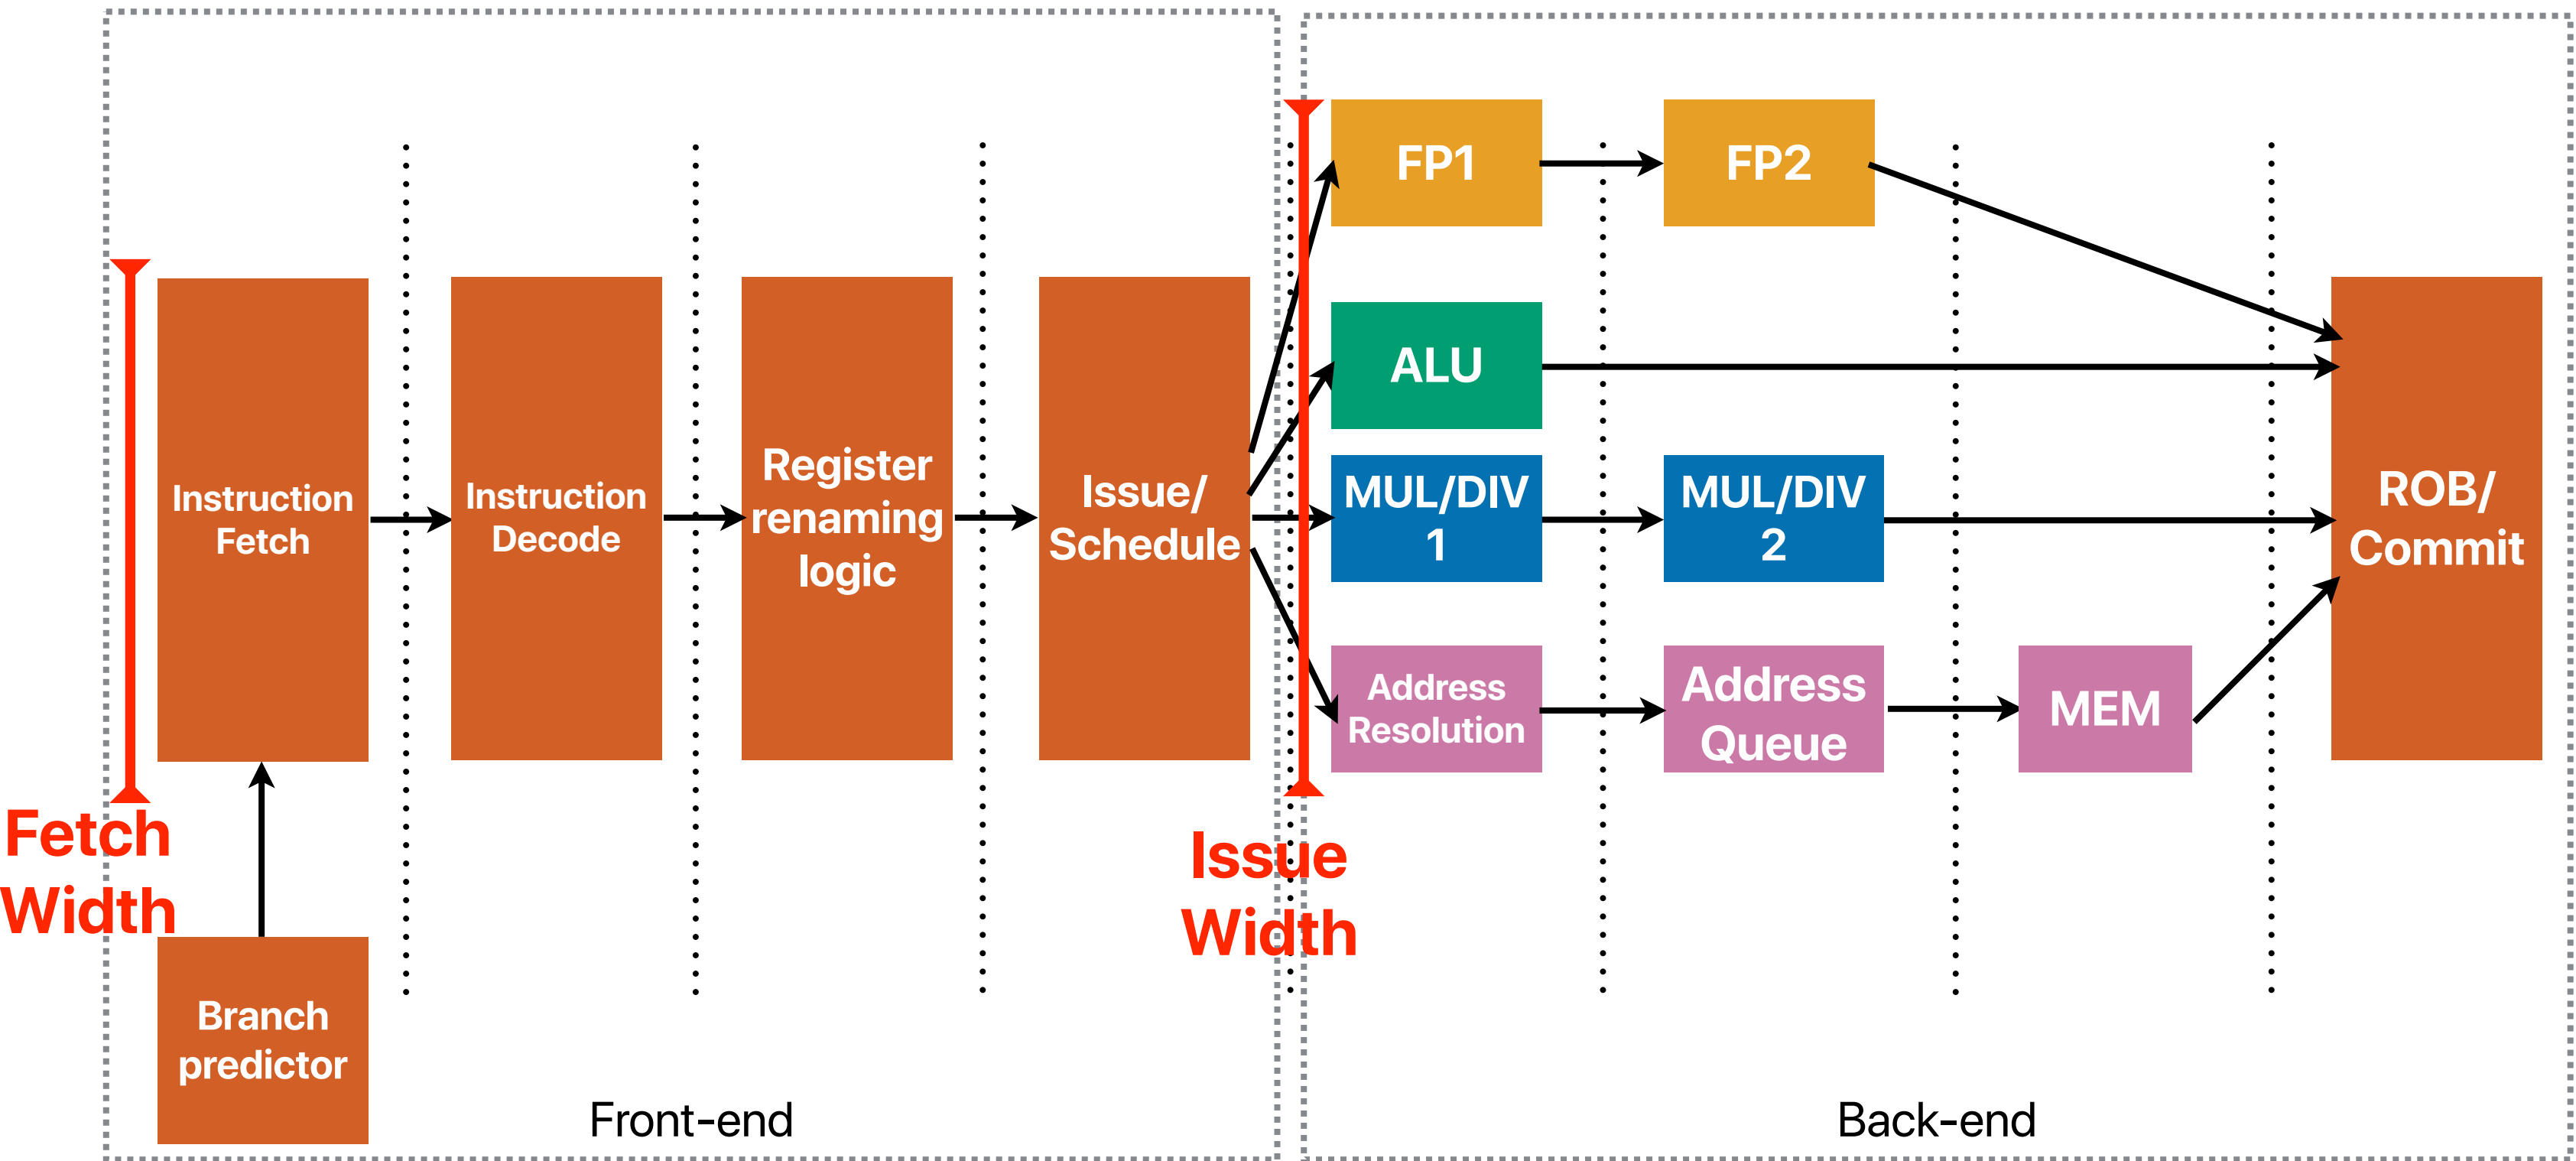 Instruction
Fetch
Instruction
Decode
Register
renaming
logic
Issue/
Schedule
FP1
FP2
ALU
MUL/DIV
1
MUL/DIV
2
Address
Resolution
Address
Queue
MEM
ROB/
Commit
Fetch
Width
Issue
Width
Branch
predictor
Front-end
Back-end